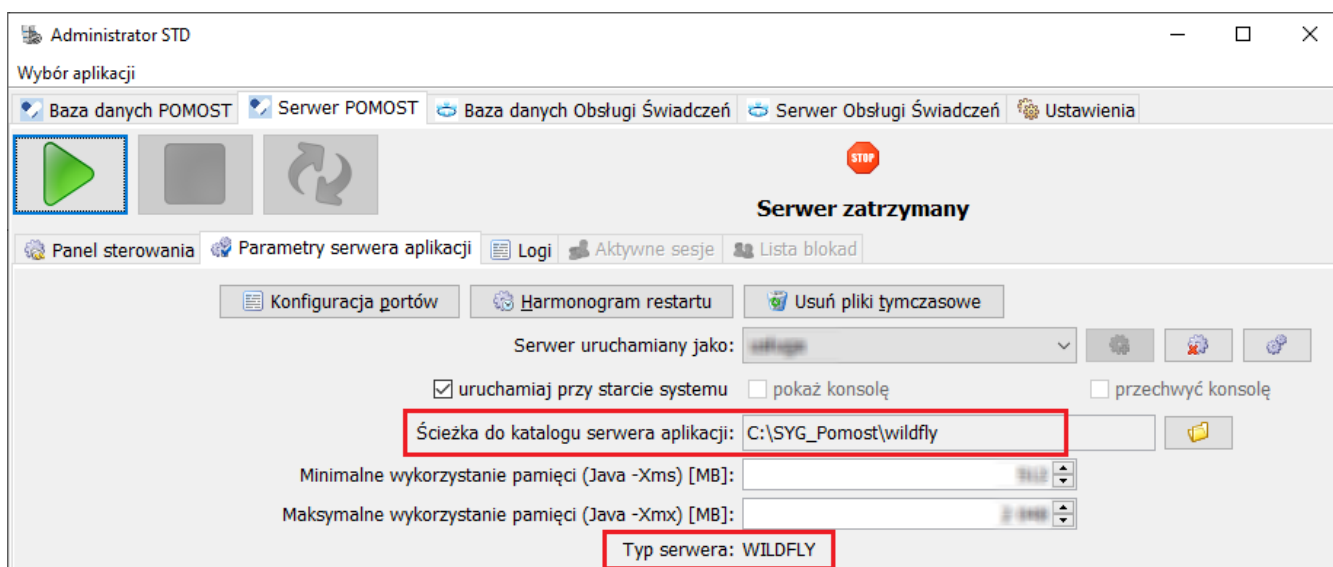 Administrator STD
Wybór aplikacji
Baza danych POMOST Serwer POMOST Baza danych Obsługi Świadczeń Serwer Obsługi Świadczeń Ustawienia
STOP
Serwer zatrzymany
Panel sterowania Parametry serwera aplikacji Logi Aktywne sesje Lista blokad
Konfiguracja portów Harmonogram restartu Usuń pliki tymczasowe
Serwer uruchamiany jako:
uruchamiaj przy starcie systemu pokaż konsolę przechwyć konsolę
Ścieżka do katalogu serwera aplikacji: C:\SYG_Pomost\wildfly
Minimalne wykorzystanie pamięci (Java -Xms) [MB]:
Maksymalne wykorzystanie pamięci (Java -Xmx) [MB]:
Typ serwera: WILDFLY